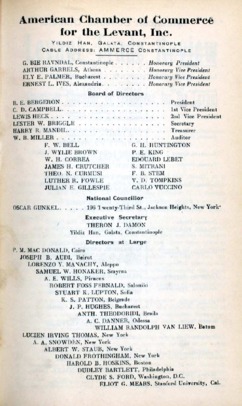 American Chamber of Commerce
for the Levant, Inc.
YILDIZ HAN, GALATA, CONSTANTINOPLE
CABLE ADDRESS: AMMERCE CONSTANTINOPLE
G. BIE RAVNDAL, Constantinople . . . . . . Honorary President
ARTHUR GARRELS, Athens . . . . . . Honorary Vice President
ELY E. PALMER, Bucharest . . . . . . Honorary Vice President
ERNEST L. IVES, Alexandria . . . . . . Honorary Vice President
Board of Directors
R. E. BERGERON . . . . . . President
C. D. CAMPBELL . . . . . . 1st Vice President
LEWIS HECK . . . . . . 2nd Vice President
LESTER W. BRIGGLE . . . . . . Secretary
HARRY R. MANDIL . . . . . . Treasurer
W. B. MILLER . . . . . . Auditor
F. W. BELL G. H. HUNTINGTON
J. WYLIE BROWN P. E. KING
W. H. CORREA EDOUARD LEBET
JAMES H. CRUTCHER S. MITRANI
THEO. N. CURMUSI F. B. STEM
LUTHER R. FOWLE V. D. TOMPKINS
JULIAN E. GILLESPIE CARLO VUCCINO
National Councillor
OSCAR GUNKEL . . . . . . Twenty-Third St., Jackson Heights, New York
Executive Secretary
THERON J. DAMON
Yildiz Han, Galata, Constantinople
Directors at Large
P. M. MAC DONALD, Cairo
JOSEPH B. AUDI, Beirut
LORENZO Y. MANACHY, Aleppo
SAMUEL W. HONAKER, Smyrna
A. E. WILLS, Piraeus
ROBERT FOSS FERNALD, Saloniki
STUART K. LUPTON, Sofia
K. S. PATTON, Belgrade
J. P. HUGHES, Bucharest
ANTH. THEODORIDI, Braila
A. C. DANNER, Odessa
WILLIAM RANDOLPH VAN LIEW, Batum
LUCIEN IRVING THOMAS, New York
A. A. SNOWDEN, New York
ALBERT W. STAUB, New York
DONALD FROTHINGHAM, New York
HAROLD B. HOSKINS, Boston
DUDLEY BARTLETT, Philadelphia
CLYDE S. FORD, Washington, D.C.
ELIOT G. MEARS, Stanford University, Cal.